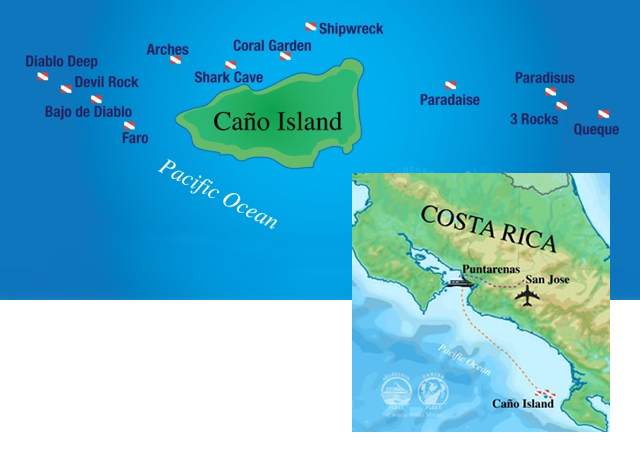 Shipwreck
Coral Garden
Arches
Diablo Deep
Shark Cave
Devil Rock
Paradisus
Paradaise
Bajo de Diablo
Caño Island
3 Rocks
Queque
Faro
Pacific Ocean
COSTA RICA
Puntarenas
San Jose
Pacific Ocean
Caño Island